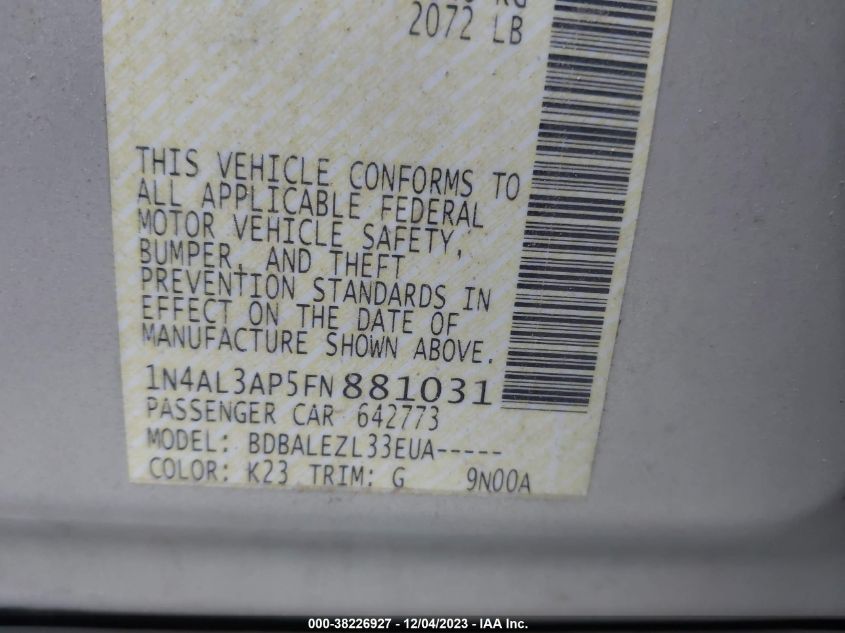 2072 LB
THIS VEHICLE CONFORMS TO
ALL APPLICABLE FEDERAL
MOTOR VEHICLE SAFETY,
BUMPER, AND THEFT
PREVENTION STANDARDS IN
EFFECT ON THE DATE OF
MANUFACTURE SHOWN ABOVE.
1N4AL3AP5FN881031
PASSENGER CAR 642773
MODEL: BDBALEZL33EUA-----
COLOR: K23 TRIM: G 9N00A
000-38226927 - 12/04/2023 - IAA Inc.